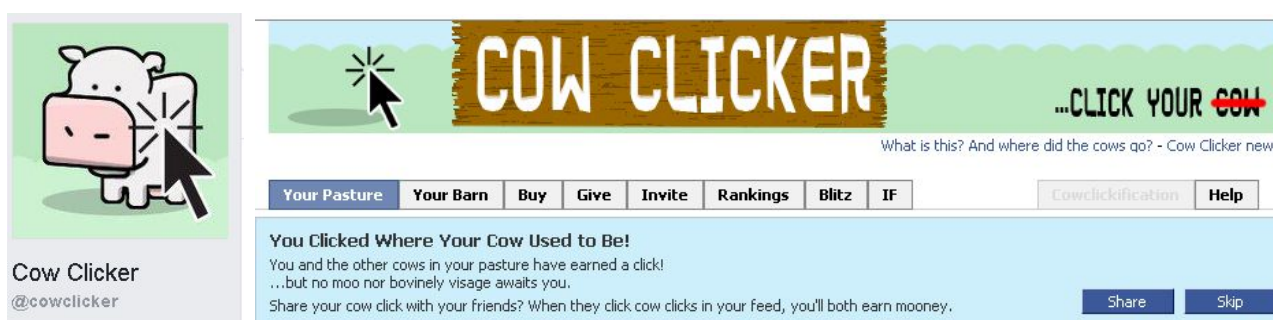 COW CLICKER
...CLICK YOUR COW
What is this? And where did the cows go? - Cow Clicker new
Your Pasture Your Barn Buy Give Invite Rankings Blitz IF Cowclickification Help
You Clicked Where Your Cow Used to Be!
You and the other cows in your pasture have earned a click!
...but no moo nor bovinely visage awaits you.
Share your cow click with your friends? When they click cow clicks in your feed, you'll both earn mooney.
Share Skip
Cow Clicker
@cowclicker